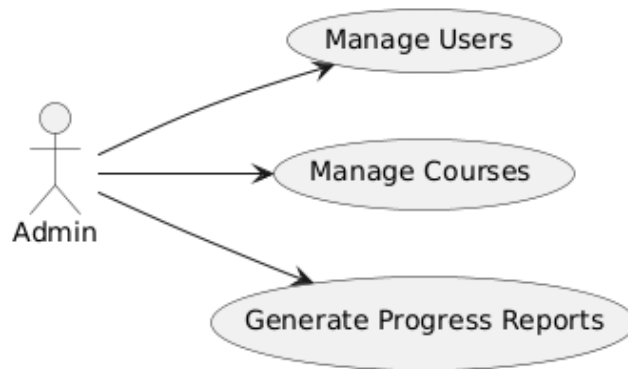 Manage Users
Manage Courses
Admin
Generate Progress Reports